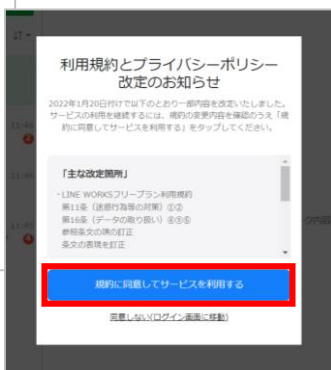 利用規約とプライバシーポリシー
改定のお知らせ
2022年1月20日付けで以下のとおり一部内容を改定いたしました。
サービスの利用を継続するには、規約の変更内容を確認のうえ「規
約に同意してサービスを利用する」をタップしてください。
「主な改定箇所」
・LINE WORKSフリープラン利用規約
第11条（迷惑行為等の対策）①②
第16条（データの取り扱い）④⑤⑥
参照条文の項の訂正
条文の表現を訂正
規約に同意してサービスを利用する
同意しない(ログイン画面に移動)
11:46
11:45